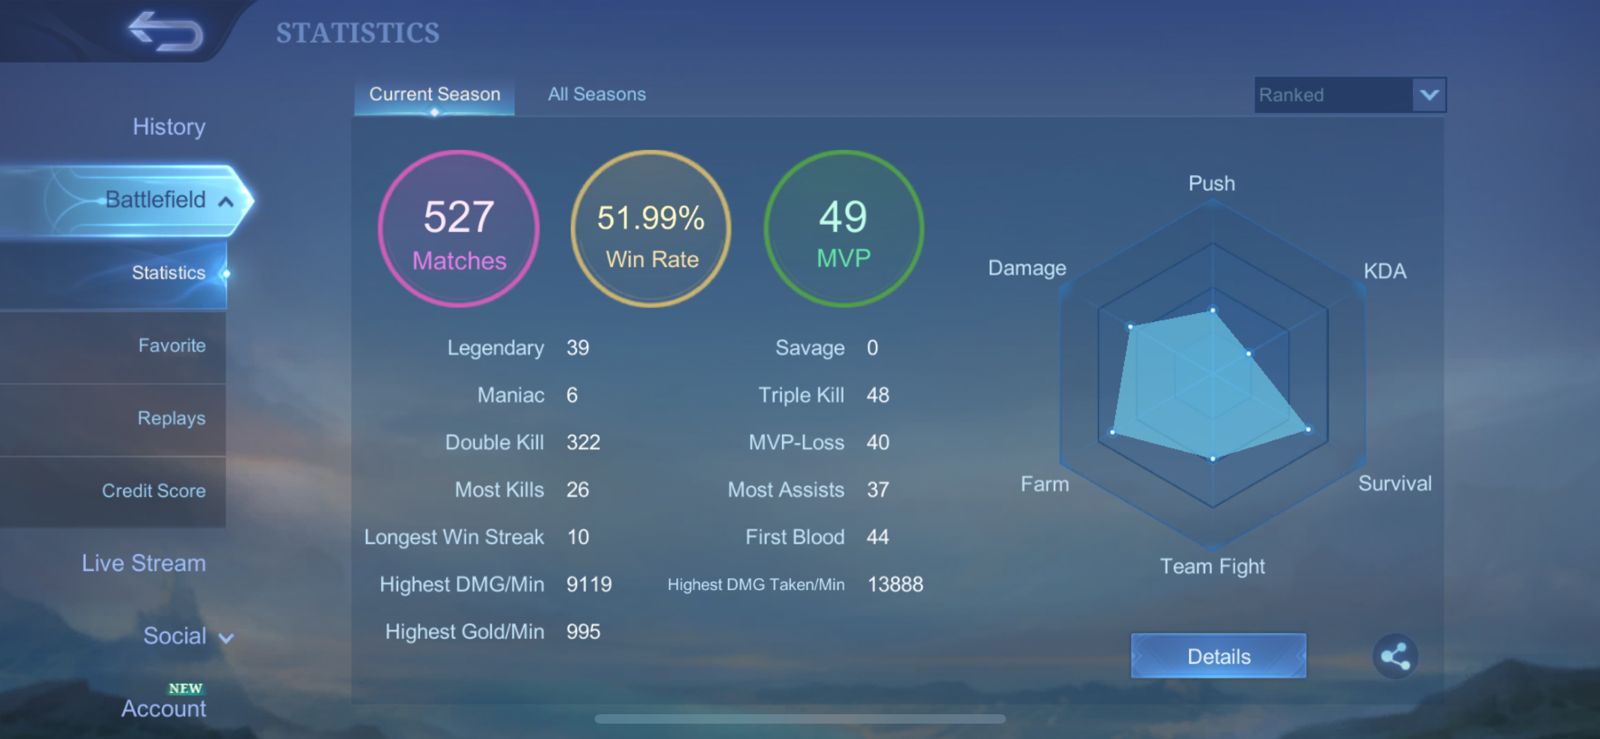 STATISTICS
Current Season
All Seasons
Ranked
History
Battlefield
Statistics
Favorite
Replays
Credit Score
Live Stream
Social
NEW
Account
527
Matches
51.99%
Win Rate
49
MVP
Legendary 39
Savage 0
Maniac 6
Triple Kill 48
Double Kill 322
MVP-Loss 40
Most Kills 26
Most Assists 37
Longest Win Streak 10
First Blood 44
Highest DMG/Min 9119
Highest DMG Taken/Min 13888
Highest Gold/Min 995
Push
Damage
KDA
Farm
Survival
Team Fight
Details